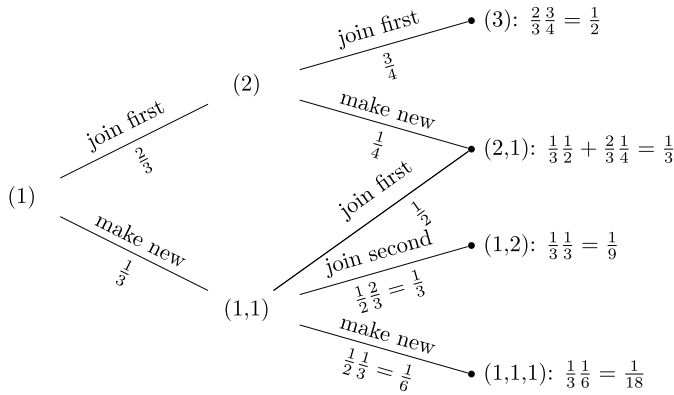 (1)
join first
2/3
make new
1/3
(2)
join first
3/4
make new
1/4
(1,1)
join first
1/2
join second
1/2 2/3 = 1/3
make new
1/2 1/3 = 1/6
(3): 2/3 3/4 = 1/2
(2,1): 1/3 1/2 + 2/3 1/4 = 1/3
(1,2): 1/3 1/3 = 1/9
(1,1,1): 1/3 1/6 = 1/18